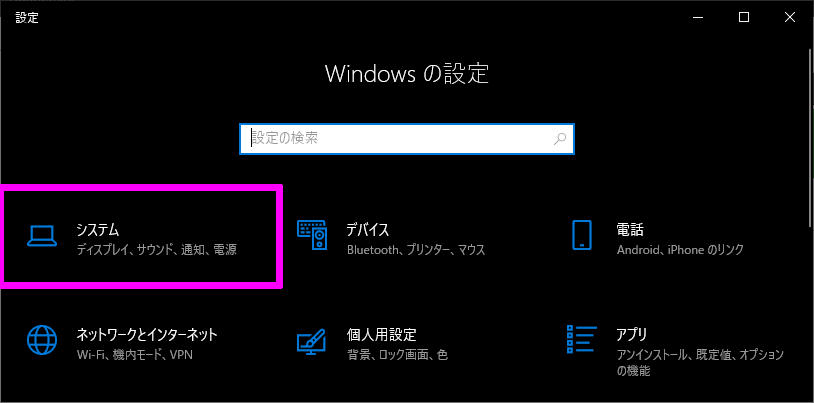 設定
Windows の設定
設定の検索
システム
ディスプレイ、サウンド、通知、電源
デバイス
Bluetooth、プリンター、マウス
電話
Android、iPhone のリンク
ネットワークとインターネット
Wi-Fi、機内モード、VPN
個人用設定
背景、ロック画面、色
アプリ
アンインストール、既定値、オプション
の機能